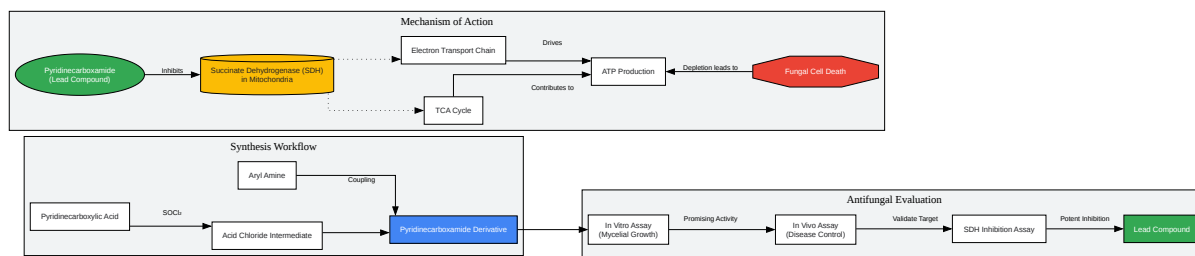 Mechanism of Action
Pyridinecarboxamide
(Lead Compound)
Inhibits
Succinate Dehydrogenase (SDH)
in Mitochondria
Electron Transport Chain
Drives
TCA Cycle
Contributes to
ATP Production
Depletion leads to
Fungal Cell Death
Synthesis Workflow
Aryl Amine
Coupling
Pyridinecarboxylic Acid
SOCl₂
Acid Chloride Intermediate
Pyridinecarboxamide Derivative
Antifungal Evaluation
In Vitro Assay
(Mycelial Growth)
Promising Activity
In Vivo Assay
(Disease Control)
Validate Target
SDH Inhibition Assay
Potent Inhibition
Lead Compound